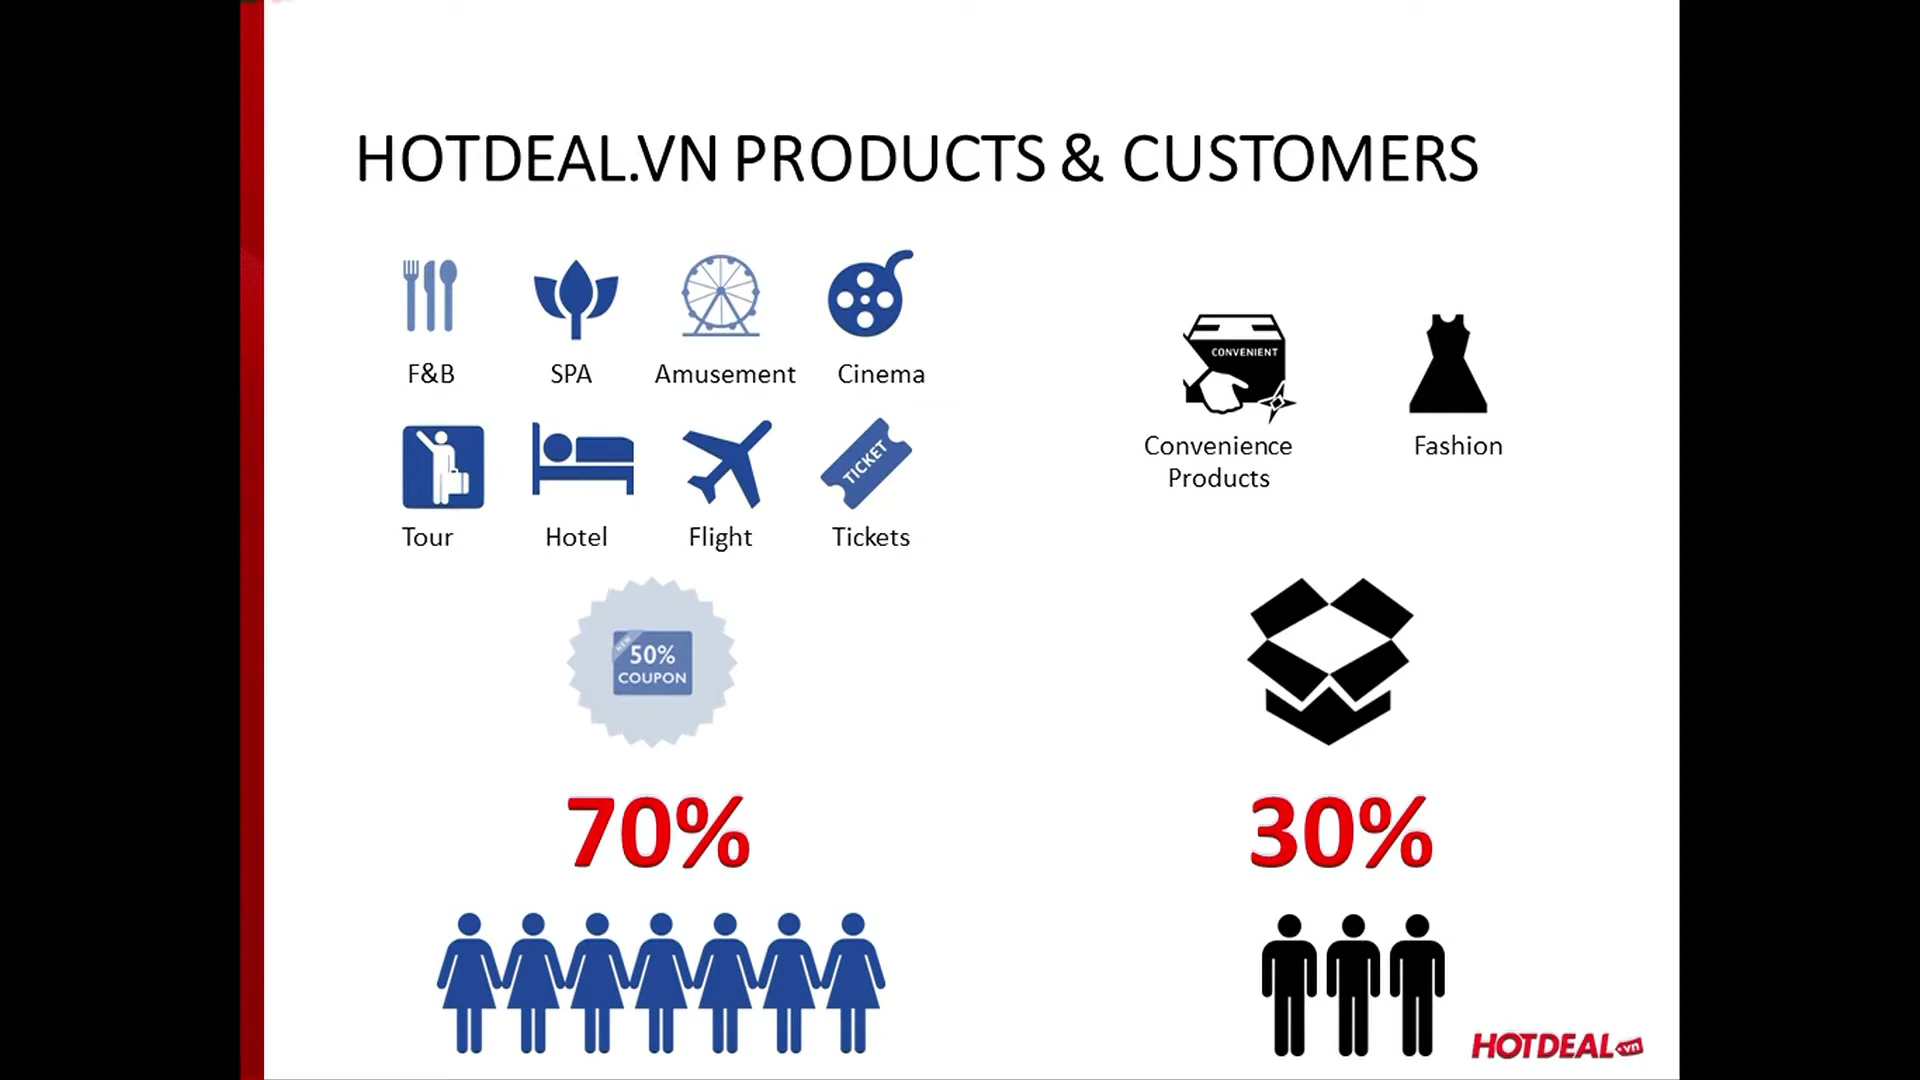 HOTDEAL.VN PRODUCTS & CUSTOMERS
F&B
SPA
Amusement
Cinema
TICKET
Tour
Hotel
Flight
Tickets
CONVENIENT
Convenience
Products
Fashion
NEW
50%
COUPON
70%
30%
HOTDEAL.vn